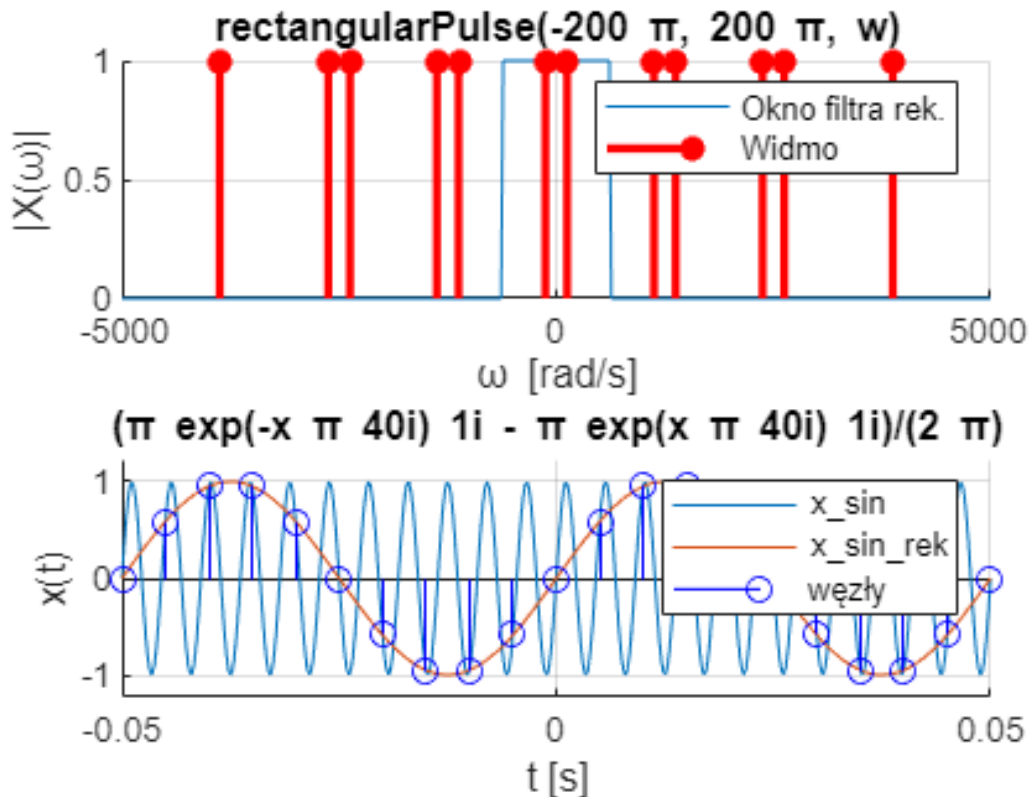 rectangularPulse(-200 π, 200 π, w)
1
0.5
0
|X(ω)|
Okno filtra rek.
Widmo
-5000
0
5000
ω [rad/s]
(π exp(-x π 40i) 1i - π exp(x π 40i) 1i)/(2 π)
1
0
-1
x(t)
x_sin
x_sin_rek
węzły
-0.05
0
0.05
t [s]